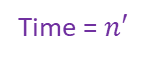 Time = n′